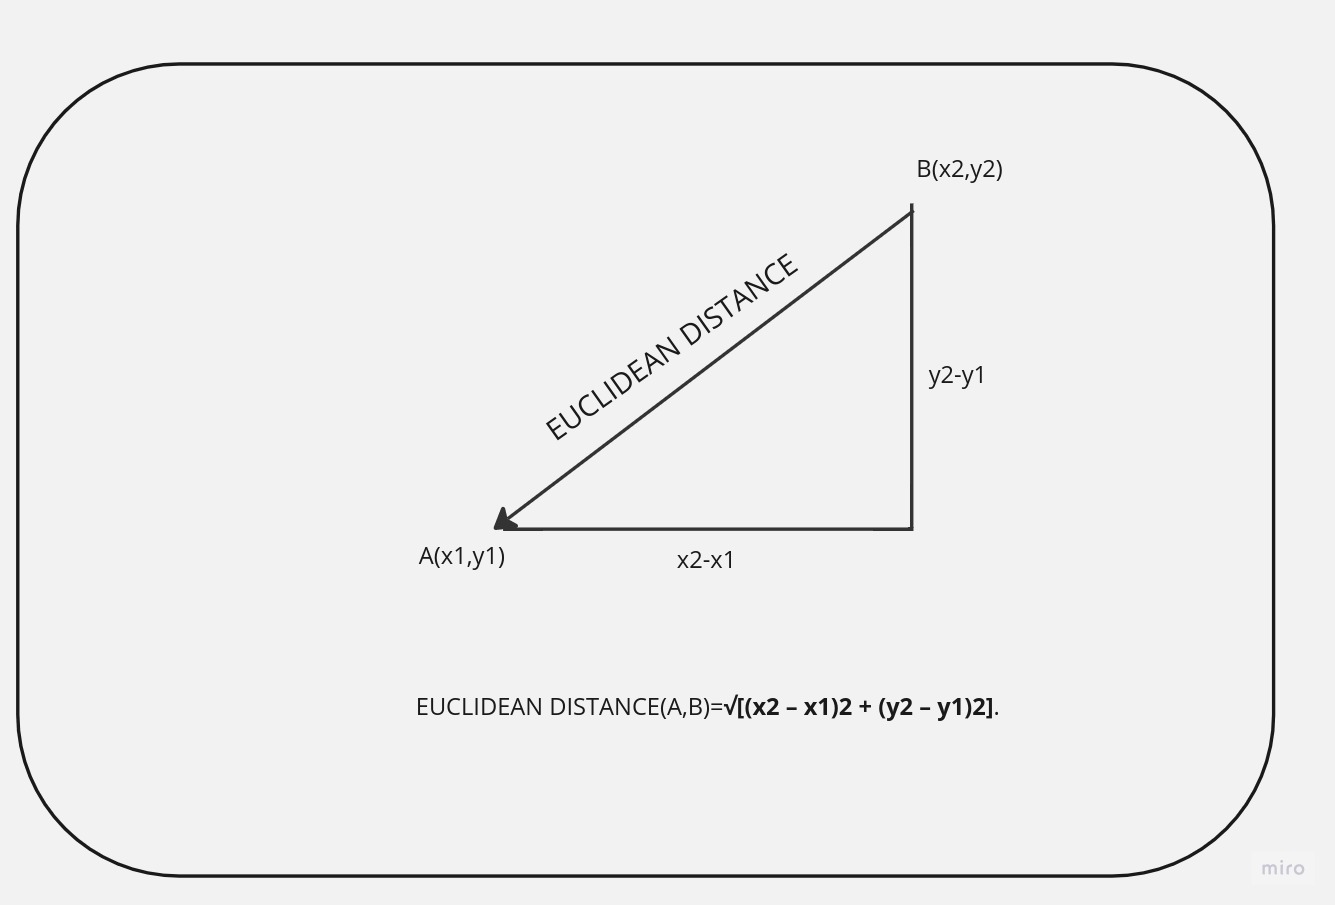 B(x2,y2)
EUCLIDEAN DISTANCE
y2-y1
A(x1,y1)
x2-x1
EUCLIDEAN DISTANCE(A,B)=√[(x2 – x1)2 + (y2 – y1)2].
miro